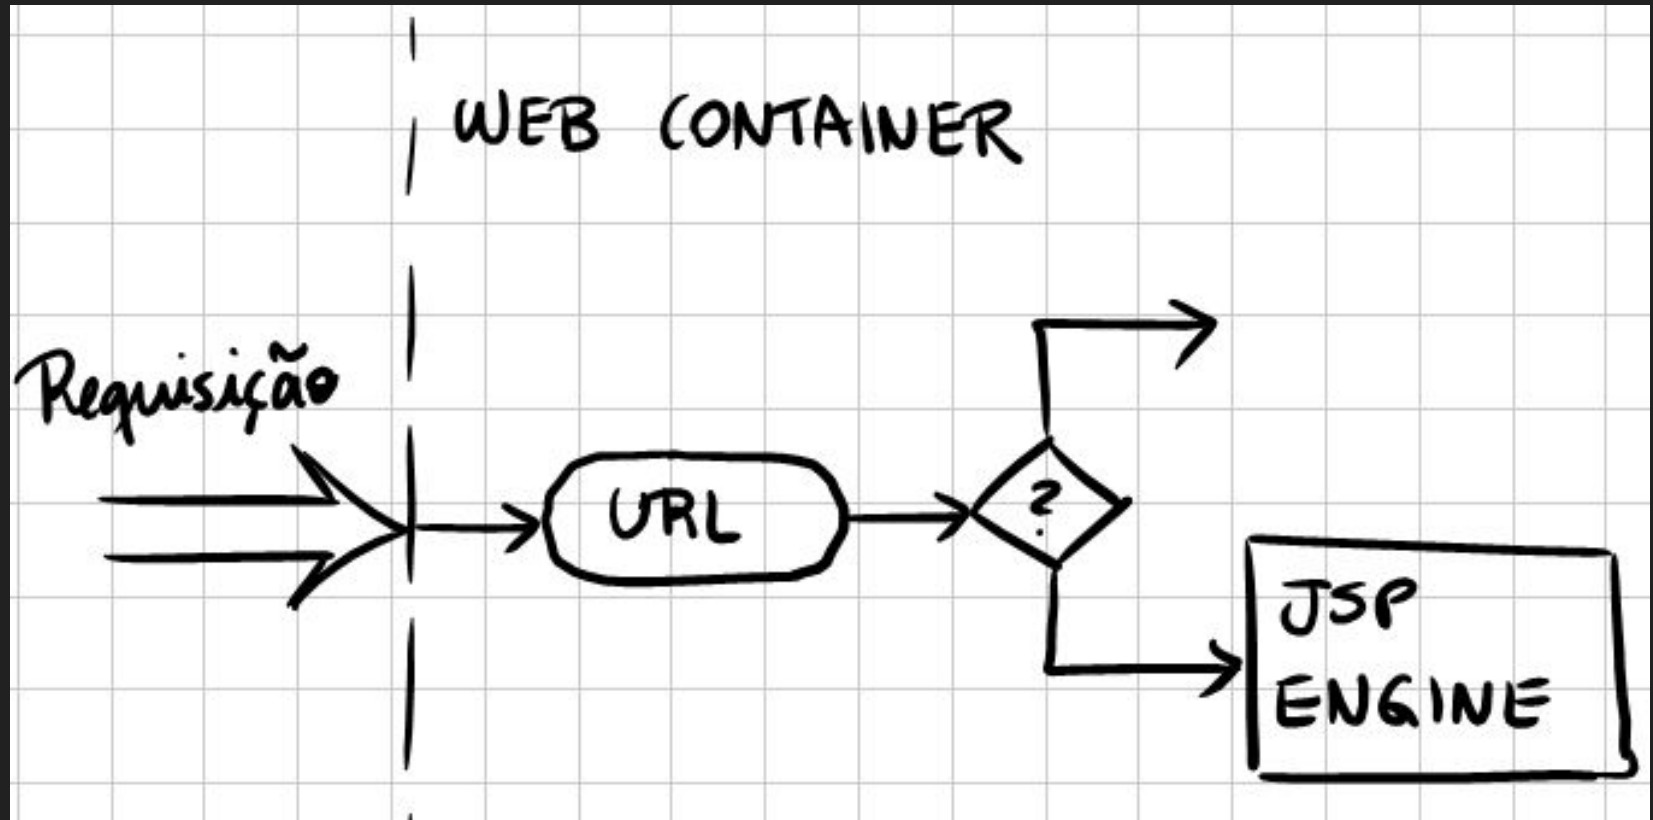 WEB CONTAINER
Requisição
URL
?
JSP
ENGINE